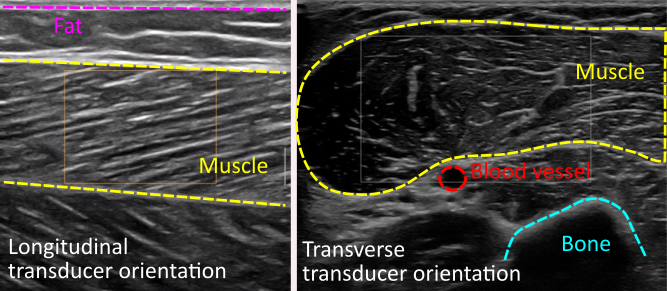 Fat
Muscle
Longitudinal
transducer orientation
Muscle
Blood vessel
Bone
Transverse
transducer orientation